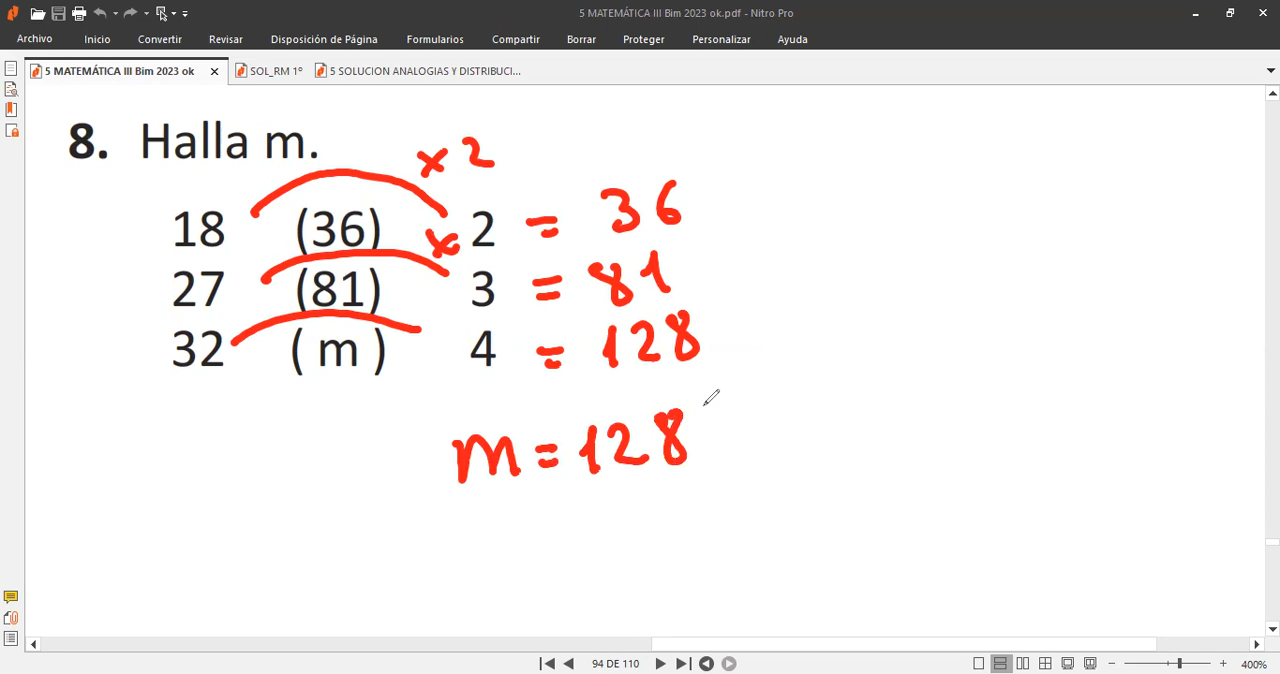 5 MATEMÁTICA III Bim 2023 ok.pdf - Nitro Pro
Archivo Inicio Convertir Revisar Disposición de Página Formularios Compartir Borrar Proteger Personalizar Ayuda
5 MATEMÁTICA III Bim 2023 ok SOL_RM 1° 5 SOLUCION ANALOGIAS Y DISTRIBUCI...
8. Halla m.
x 2
18 (36) 2 = 36
x
27 (81) 3 = 81
32 ( m ) 4 = 128
m = 128
94 DE 110 400%